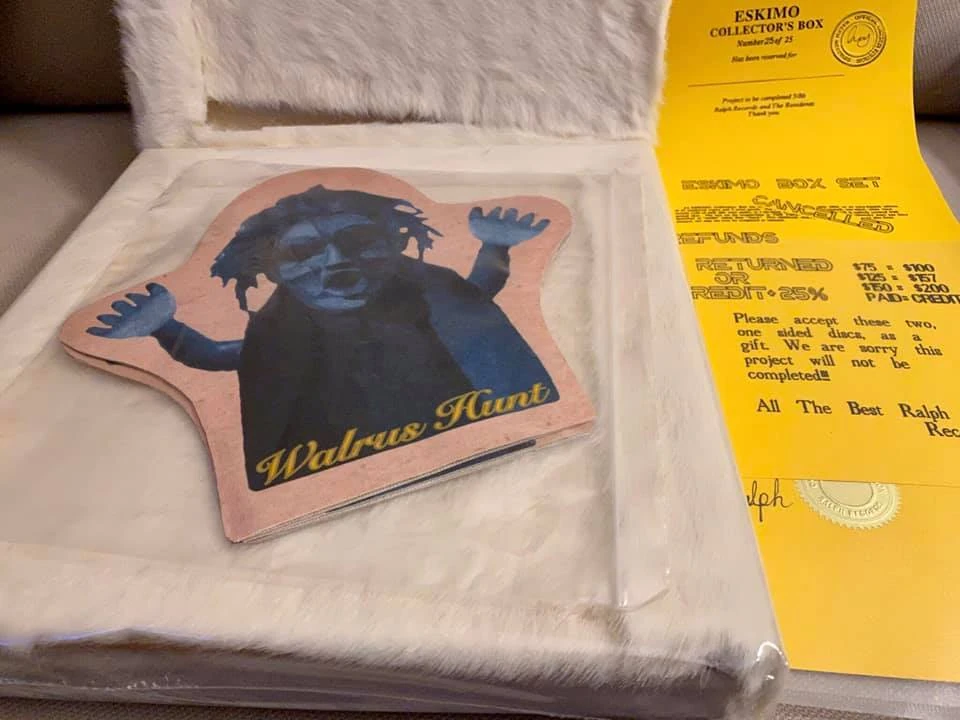 Walrus Hunt
ESKIMO
COLLECTOR'S BOX
Number 25 of 25
Has been reserved for
Project to be completed 5/86
Ralph Records and The Residents
Thank you
ESKIMO BOX SET
CANCELLED
REFUNDS
RETURNED
OR
REDIT+25%
$75 = $100
$125 = $157
$150 = $200
PAID=CREDIT
Please accept these two,
one sided discs, as a
gift. We are sorry this
project will not be
completed!!!
All The Best Ralph
Rec
alph